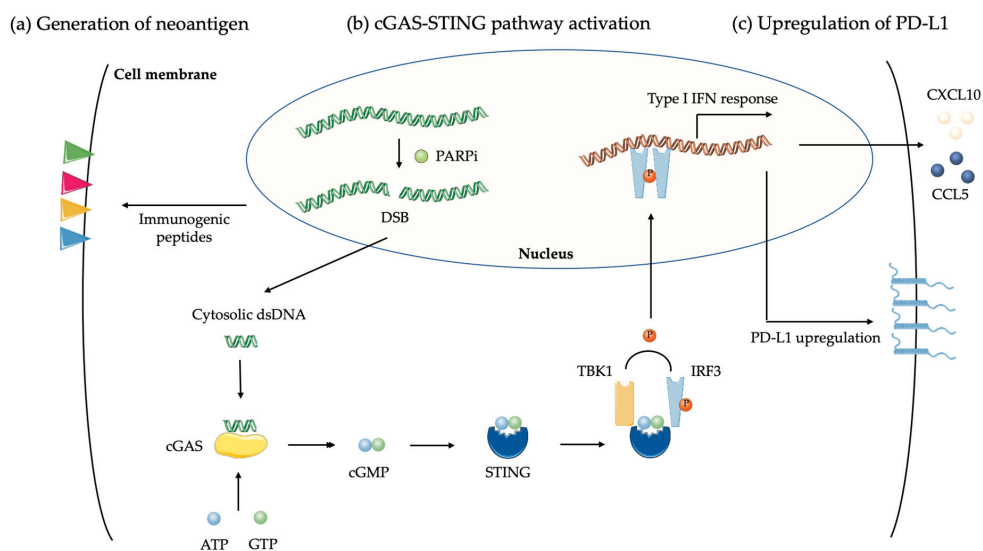 (a) Generation of neoantigen
(b) cGAS-STING pathway activation
(c) Upregulation of PD-L1
Cell membrane
Type I IFN response
CXCL10
PARPi
CCL5
P
DSB
Immunogenic
peptides
Nucleus
Cytosolic dsDNA
P
PD-L1 upregulation
TBK1
IRF3
P
cGAS
cGMP
STING
ATP
GTP